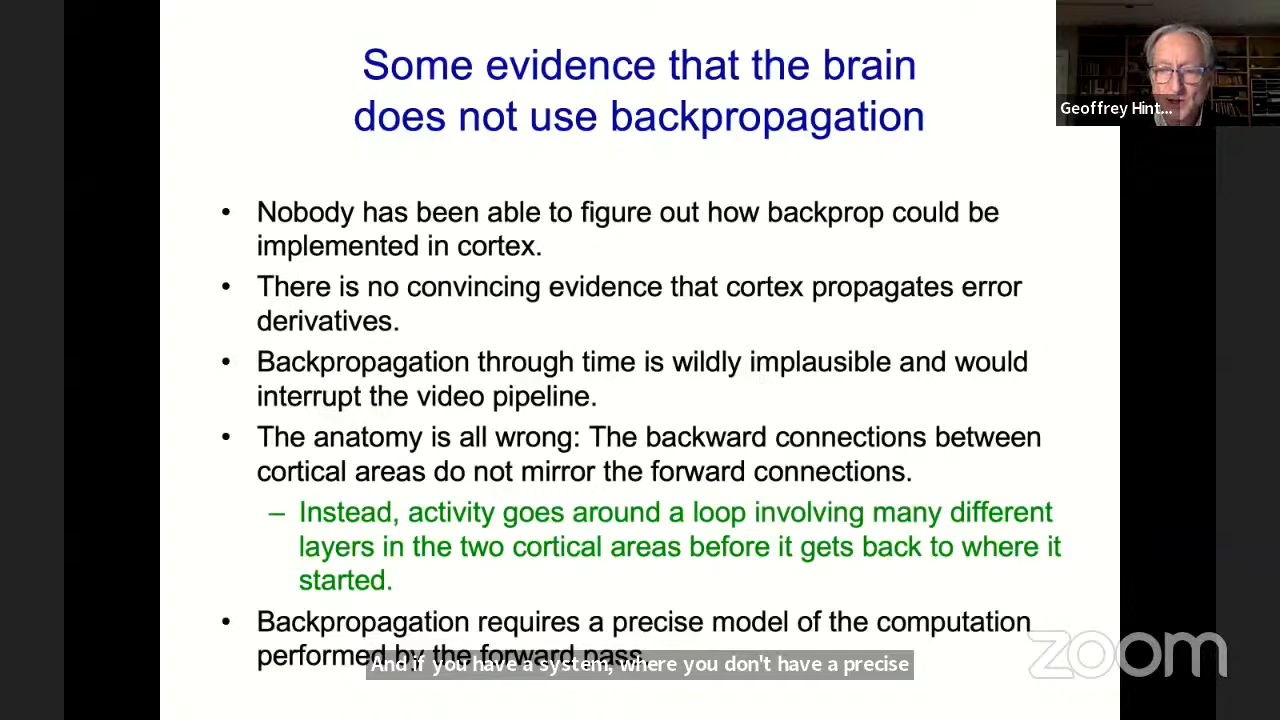 Some evidence that the brain
does not use backpropagation
Geoffrey Hint...
• Nobody has been able to figure out how backprop could be
implemented in cortex.
• There is no convincing evidence that cortex propagates error
derivatives.
• Backpropagation through time is wildly implausible and would
interrupt the video pipeline.
• The anatomy is all wrong: The backward connections between
cortical areas do not mirror the forward connections.
– Instead, activity goes around a loop involving many different
layers in the two cortical areas before it gets back to where it
started.
• Backpropagation requires a precise model of the computation
performed by the forward pass
And if you have a system, where you don't have a precise
zoom